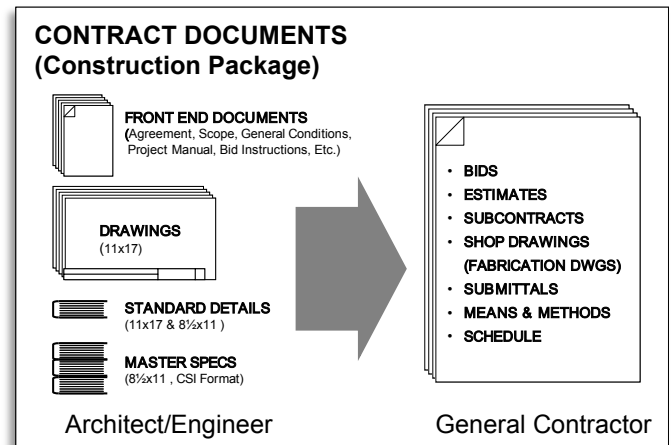 CONTRACT DOCUMENTS
(Construction Package)
FRONT END DOCUMENTS
(Agreement, Scope, General Conditions,
Project Manual, Bid Instructions, Etc.)
DRAWINGS
(11x17)
STANDARD DETAILS
(11x17 & 8½x11 )
MASTER SPECS
(8½x11 , CSI Format)
Architect/Engineer
• BIDS
• ESTIMATES
• SUBCONTRACTS
• SHOP DRAWINGS
(FABRICATION DWGS)
• SUBMITTALS
• MEANS & METHODS
• SCHEDULE
General Contractor